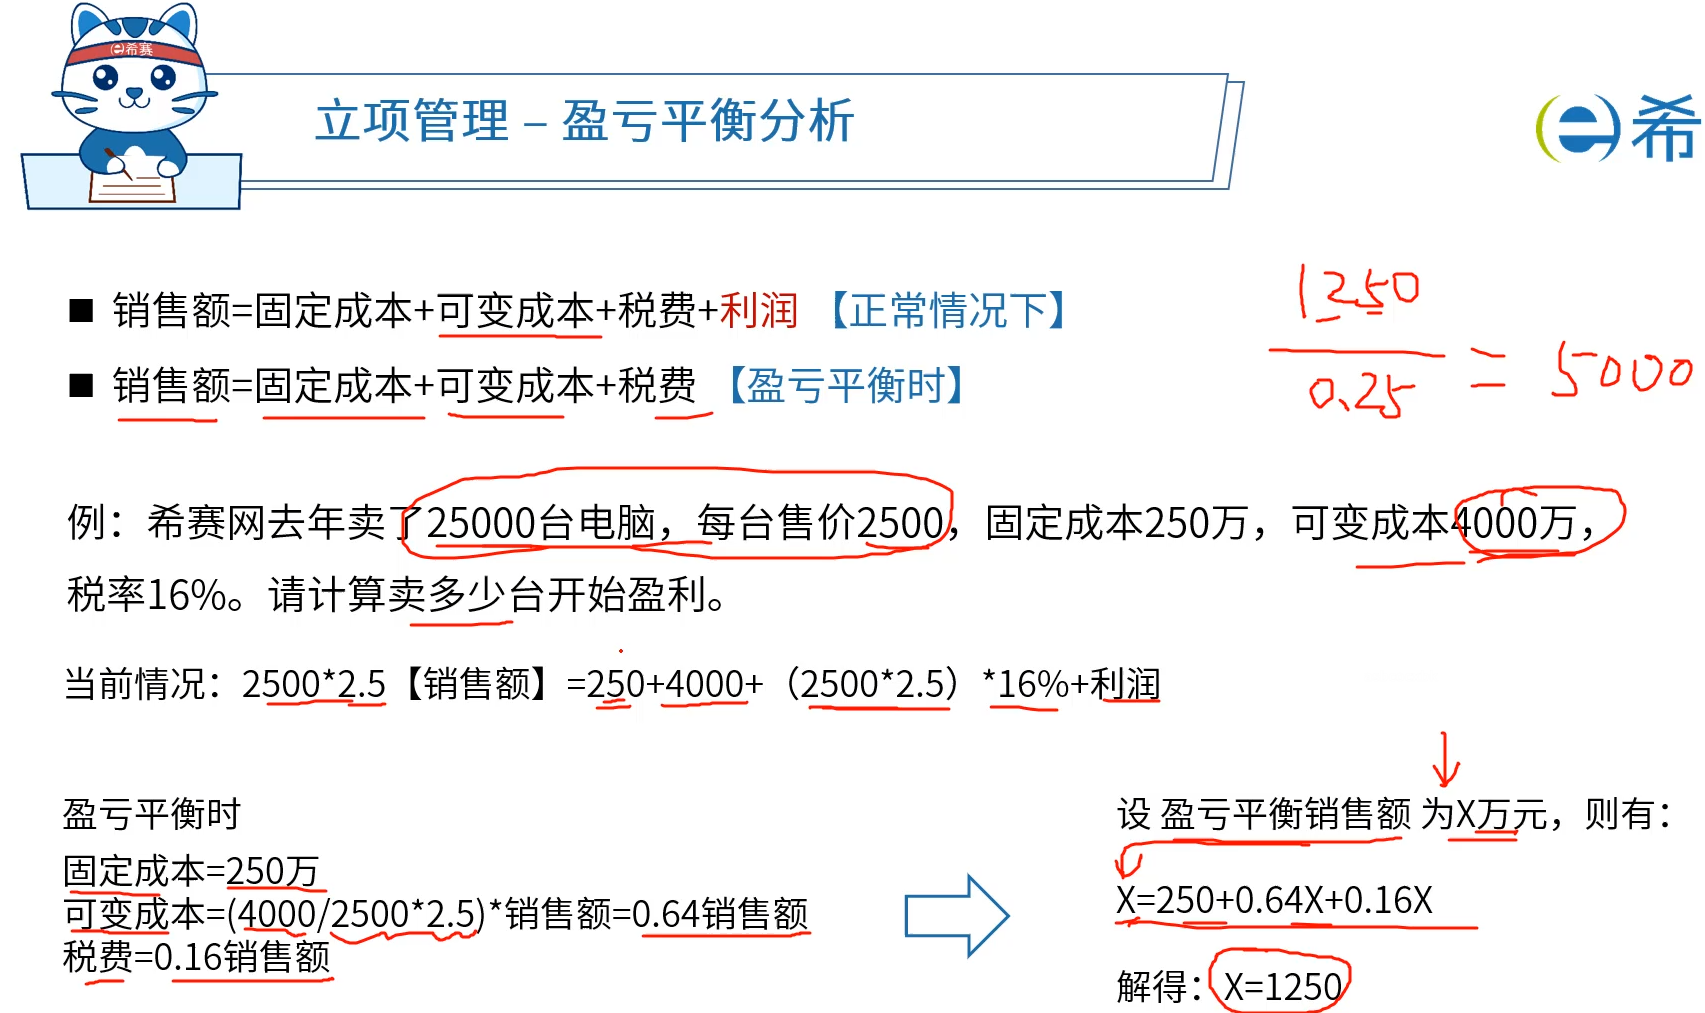 e希赛
立项管理 – 盈亏平衡分析
e希
■ 销售额=固定成本+可变成本+税费+利润 【正常情况下】
■ 销售额=固定成本+可变成本+税费 【盈亏平衡时】
1250
0.25
= 5000
例：希赛网去年卖了25000台电脑，每台售价2500，固定成本250万，可变成本4000万，
税率16%。请计算卖多少台开始盈利。
当前情况：2500*2.5【销售额】=250+4000+（2500*2.5）*16%+利润
盈亏平衡时
固定成本=250万
可变成本=(4000/2500*2.5)*销售额=0.64销售额
税费=0.16销售额
设 盈亏平衡销售额 为X万元，则有：
X=250+0.64X+0.16X
解得：X=1250